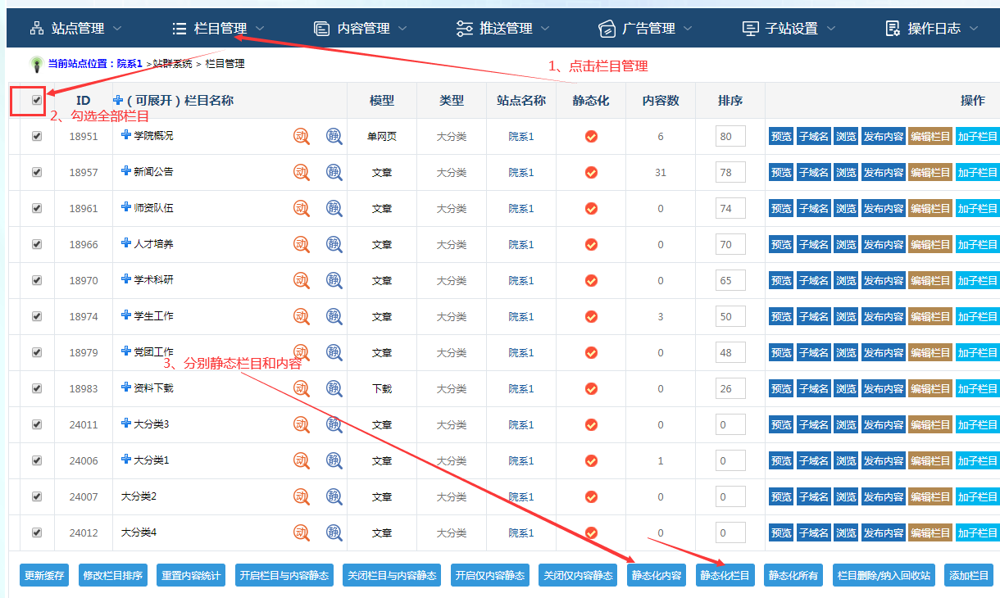 站点管理 栏目管理 内容管理 推送管理 广告管理 子站设置 操作日志
当前站点位置：院系1 >站群系统 > 栏目管理
1、点击栏目管理
ID （可展开）栏目名称 模型 类型 站点名称 静态化 内容数 排序 操作
2、勾选全部栏目
18951 学院概况 动 静 单网页 大分类 院系1 6 80 预览 子域名 浏览 发布内容 编辑栏目 加子栏目
18957 新闻公告 动 静 文章 大分类 院系1 31 78 预览 子域名 浏览 发布内容 编辑栏目 加子栏目
18961 师资队伍 动 静 文章 大分类 院系1 0 74 预览 子域名 浏览 发布内容 编辑栏目 加子栏目
18966 人才培养 动 静 文章 大分类 院系1 0 70 预览 子域名 浏览 发布内容 编辑栏目 加子栏目
18970 学术科研 动 静 文章 大分类 院系1 0 65 预览 子域名 浏览 发布内容 编辑栏目 加子栏目
18974 学生工作 动 静 文章 大分类 院系1 3 50 预览 子域名 浏览 发布内容 编辑栏目 加子栏目
18979 党团工作 动 静 文章 大分类 院系1 0 48 预览 子域名 浏览 发布内容 编辑栏目 加子栏目
3、分别静态栏目和内容
18983 资料下载 动 静 下载 大分类 院系1 0 26 预览 子域名 浏览 发布内容 编辑栏目 加子栏目
24011 大分类3 动 静 文章 大分类 院系1 0 0 预览 子域名 浏览 发布内容 编辑栏目 加子栏目
24006 大分类1 动 静 文章 大分类 院系1 1 0 预览 子域名 浏览 发布内容 编辑栏目 加子栏目
24007 大分类2 动 静 文章 大分类 院系1 0 0 预览 子域名 浏览 发布内容 编辑栏目 加子栏目
24012 大分类4 动 静 文章 大分类 院系1 0 0 预览 子域名 浏览 发布内容 编辑栏目 加子栏目
更新缓存 修改栏目排序 重置内容统计 开启栏目与内容静态 关闭栏目与内容静态 开启仅内容静态 关闭仅内容静态 静态化内容 静态化栏目 静态化所有 栏目删除/纳入回收站 添加栏目